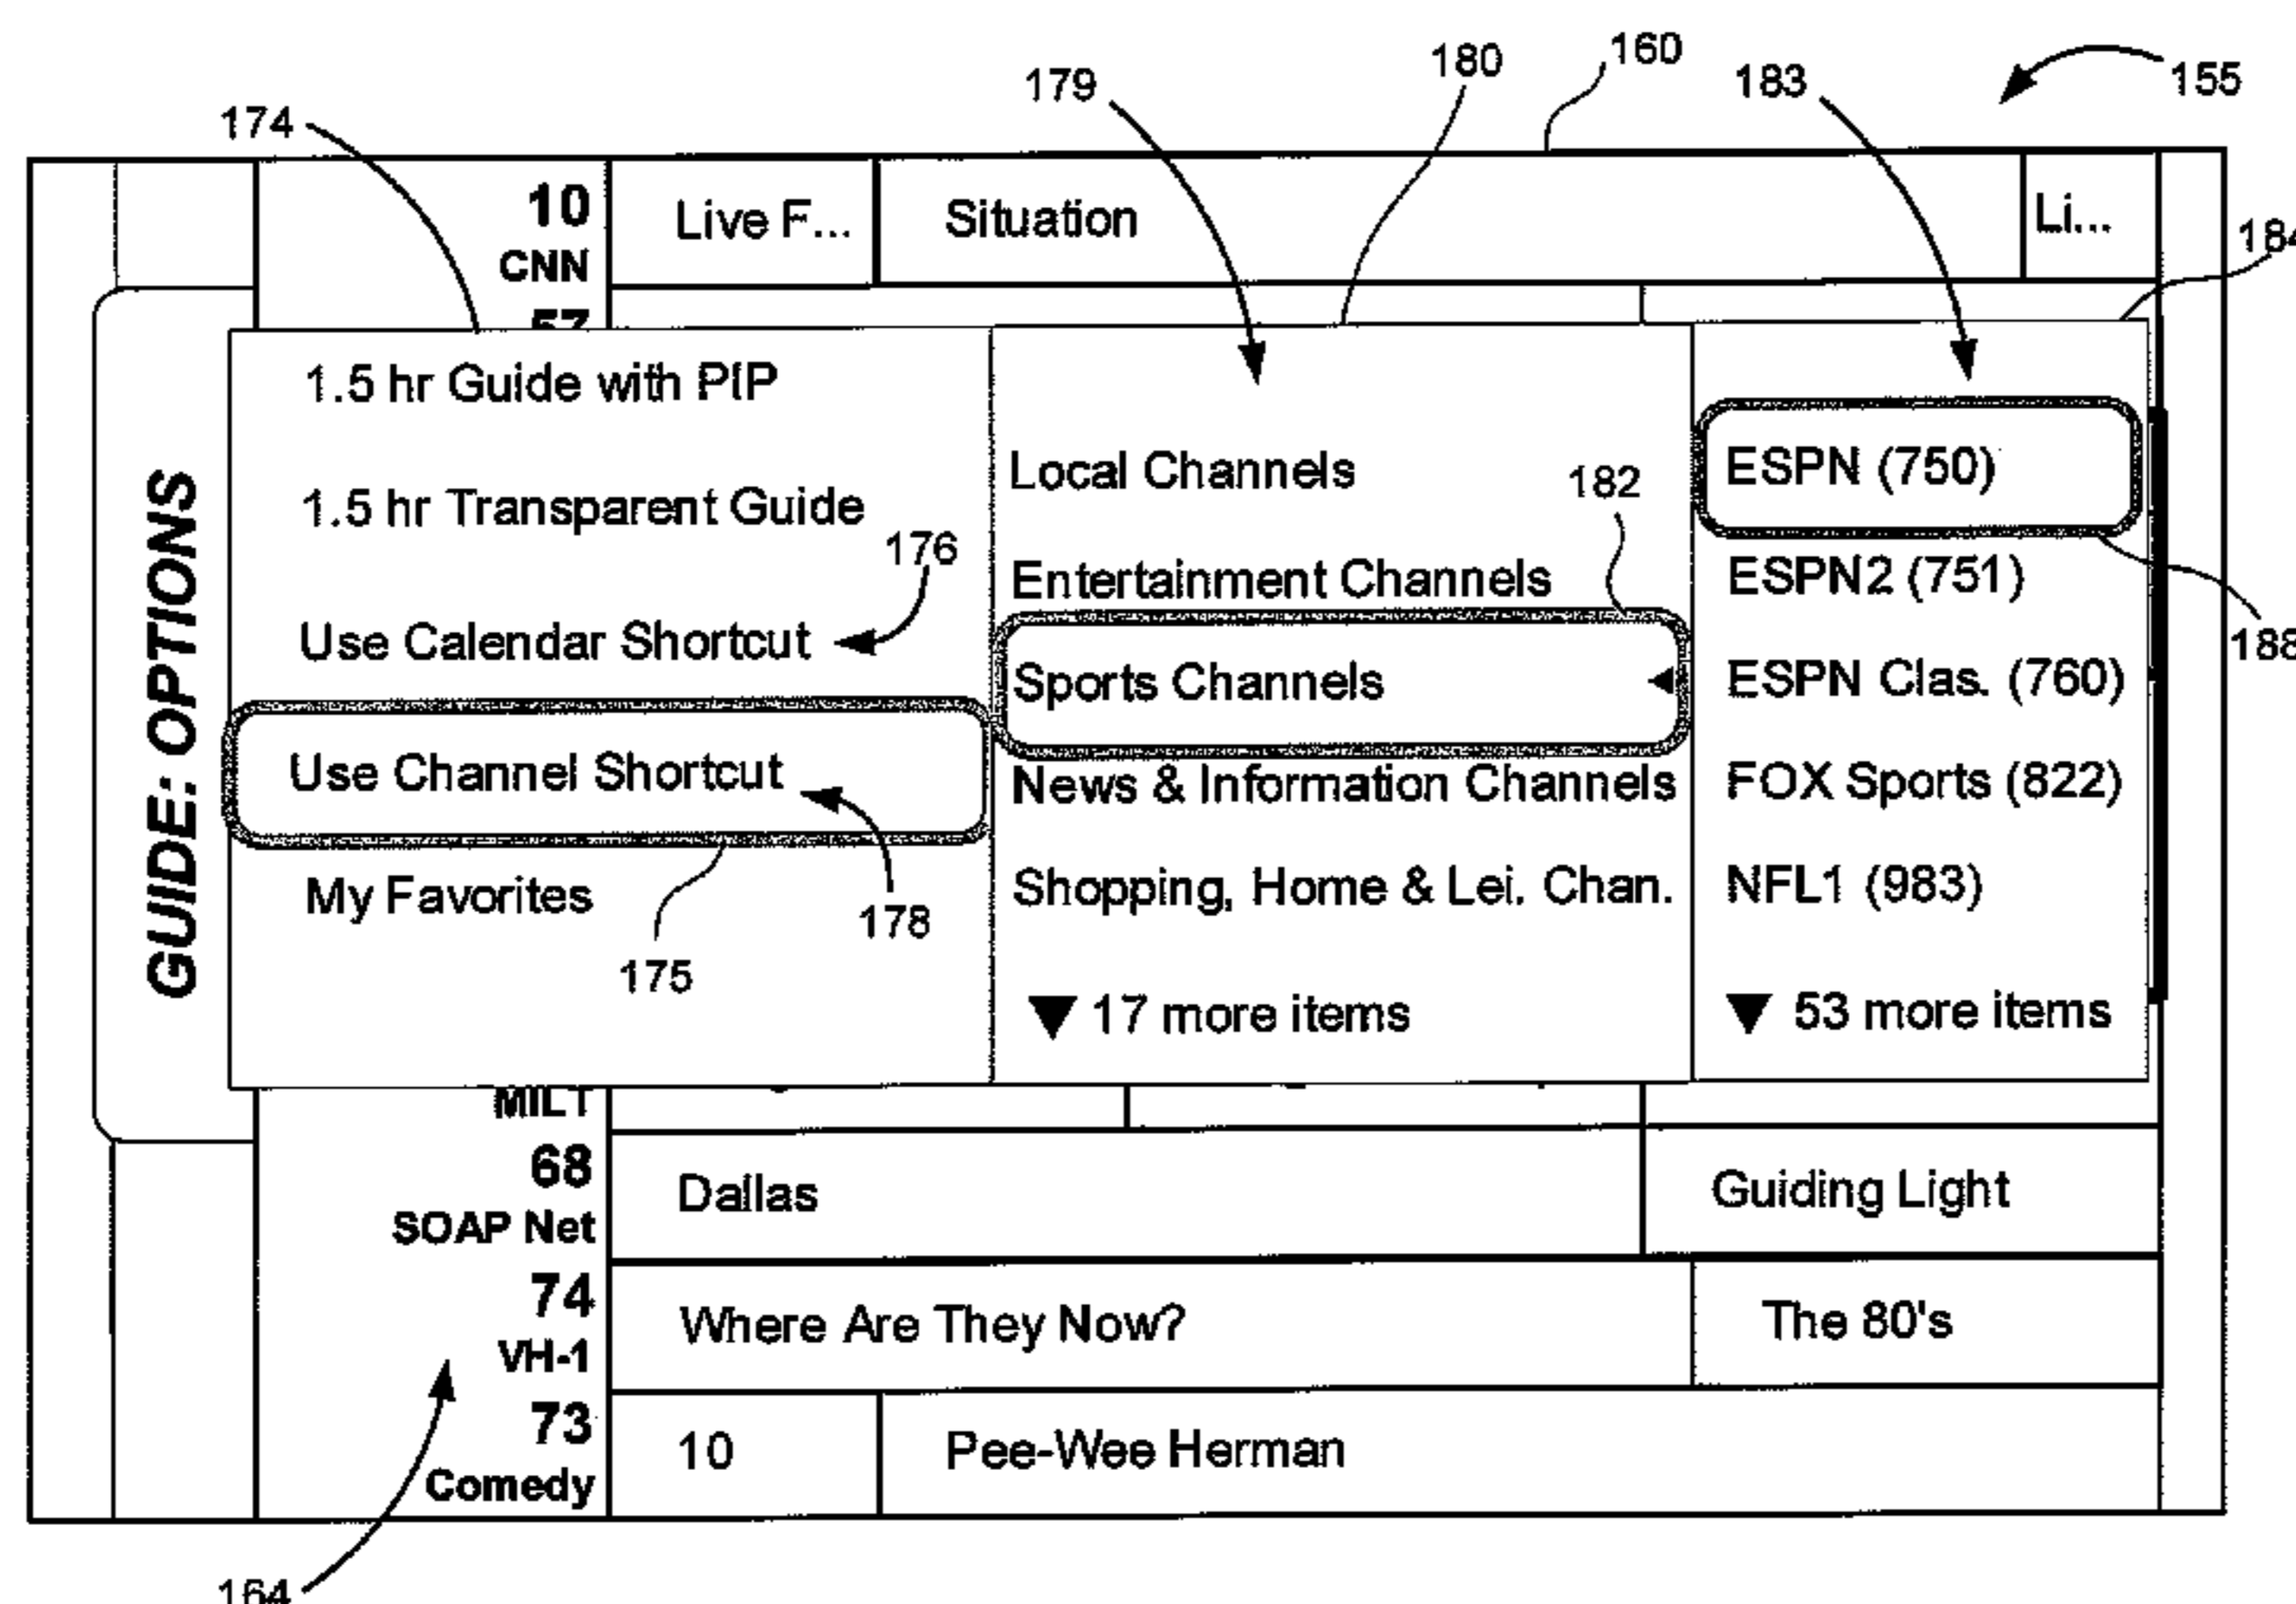 180
160
179
183
155
174
10
CNN
Live F...
Situation
Li...
184
57
GUIDE: OPTIONS
1.5 hr Guide with PIP
1.5 hr Transparent Guide
176
Use Calendar Shortcut
Use Channel Shortcut
My Favorites
178
175
Local Channels
182
Entertainment Channels
Sports Channels
News & Information Channels
Shopping, Home & Lei. Chan.
▼ 17 more items
ESPN (750)
ESPN2 (751)
188
ESPN Clas. (760)
FOX Sports (822)
NFL1 (983)
▼ 53 more items
MILT
68
SOAP Net
Dallas
Guiding Light
74
VH-1
Where Are They Now?
The 80's
73
Comedy
10
Pee-Wee Herman
164